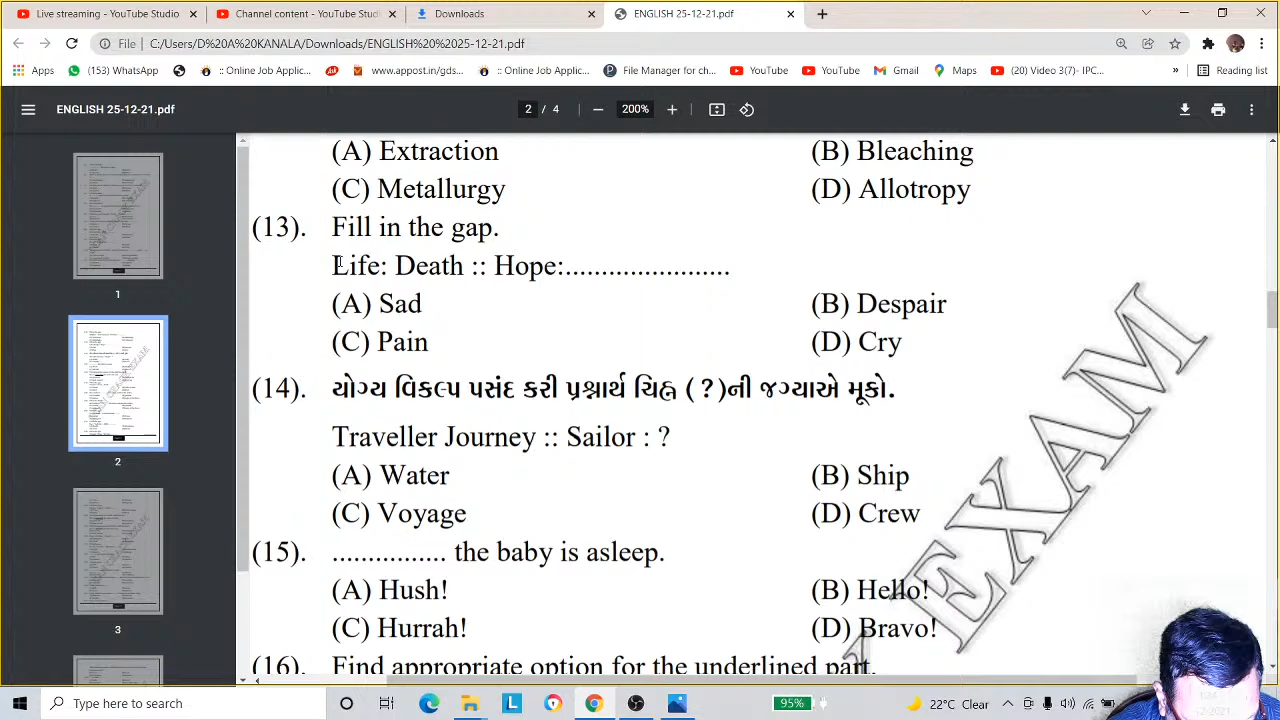 Live streaming - YouTube Studio
Channel content - YouTube Studio
Downloads
ENGLISH 25-12-21.pdf
File
C:/Users/D%20A%20KANALA/Downloads/ENGLISH%20%2025-12-21.pdf
Apps
(153) WhatsApp
:: Online Job Applic...
www.appost.in/gd...
:: Online Applic...
File Manager for ch...
YouTube
YouTube
Gmail
Maps
(20) Video 3(7)- IPC...
»
Reading list
ENGLISH 25-12-21.pdf
2 / 4
200%
1
2
3
(A) Extraction (B) Bleaching
(C) Metallurgy (D) Allotropy
(13). Fill in the gap.
Life: Death :: Hope:.......................
(A) Sad (B) Despair
(C) Pain (D) Cry
(14). યોગ્ય વિકલ્પ પસંદ કરી પ્રશ્નાર્થ ચિહ્ન ( ? )ની જગ્યાએ મૂકો.
Traveller Journey :: Sailor : ?
(A) Water (B) Ship
(C) Voyage (D) Crew
(15). ................ the baby is asleep.
(A) Hush! (B) Hello!
(C) Hurrah! (D) Bravo!
(16). Find appropriate option for the underlined part.
EXAM
Type here to search
L
95%
22°C Clear